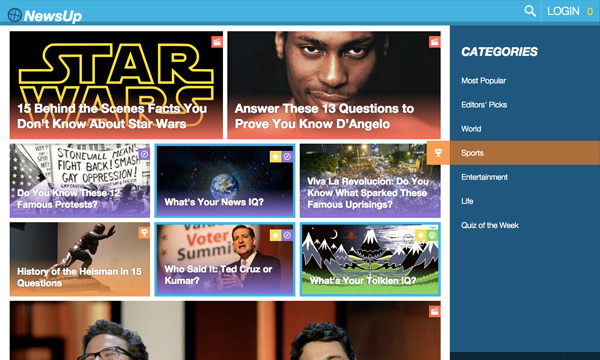 NewsUp
LOGIN 0
STAR
WARS
15 Behind the Scenes Facts You
Don't Know About Star Wars
Answer These 13 Questions to
Prove You Know D'Angelo
CATEGORIES
Most Popular
Editors' Picks
World
Sports
Entertainment
Life
Quiz of the Week
STONEWALL MEANS
FIGHT BACK! SMASH
GAY OPPRESSION!
Do You Know These 12
Famous Protests?
What's Your News IQ?
Viva La Revolucion: Do You
Know What Sparked These
Famous Uprisings?
History of the Heisman in 15
Questions
Voter
Summit
Who Said It: Ted Cruz or
Kumar?
What's Your Tolkien IQ?